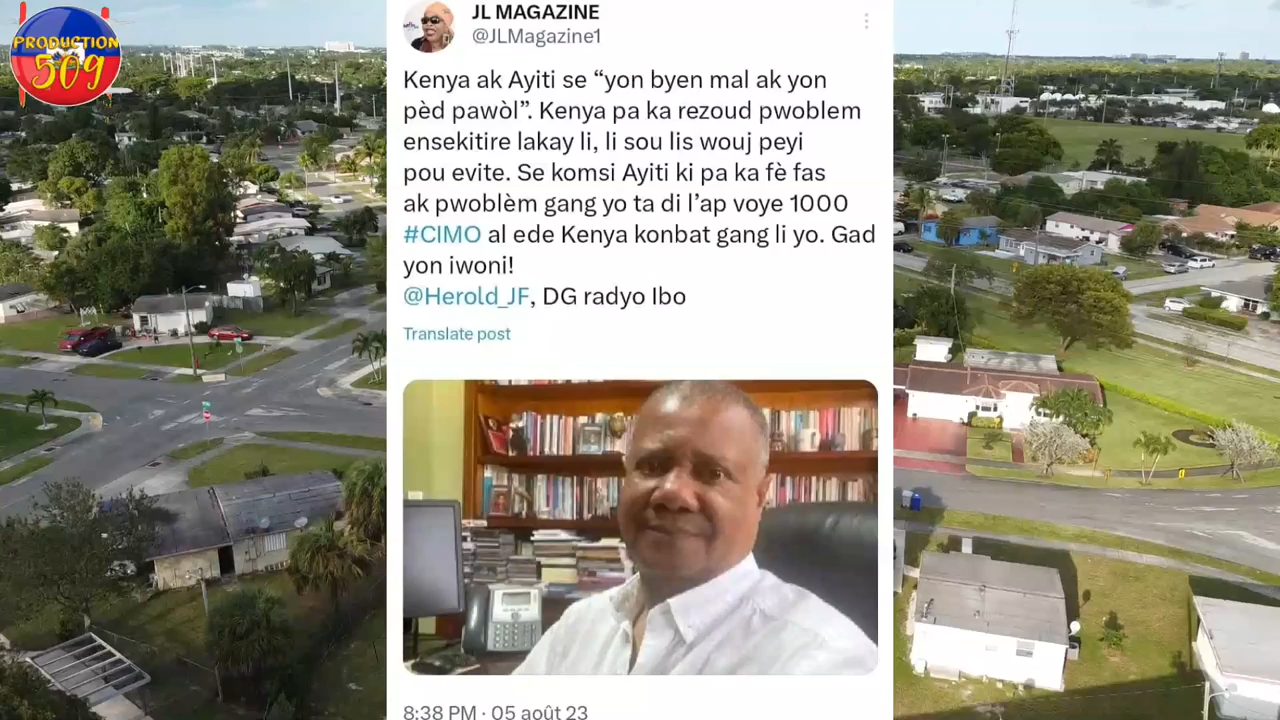 PRODUCTION
509
JL MAGAZINE
@JLMagazine1
Kenya ak Ayiti se “yon byen mal ak yon
pèd pawòl”. Kenya pa ka rezoud pwoblem
ensekitire lakay li, li sou lis wouj peyi
pou evite. Se komsi Ayiti ki pa ka fè fas
ak pwoblèm gang yo ta di l’ap voye 1000
#CIMO al ede Kenya konbat gang li yo. Gad
yon iwoni!
@Herold_JF, DG radyo Ibo
Translate post
8:38 PM · 05 août 23